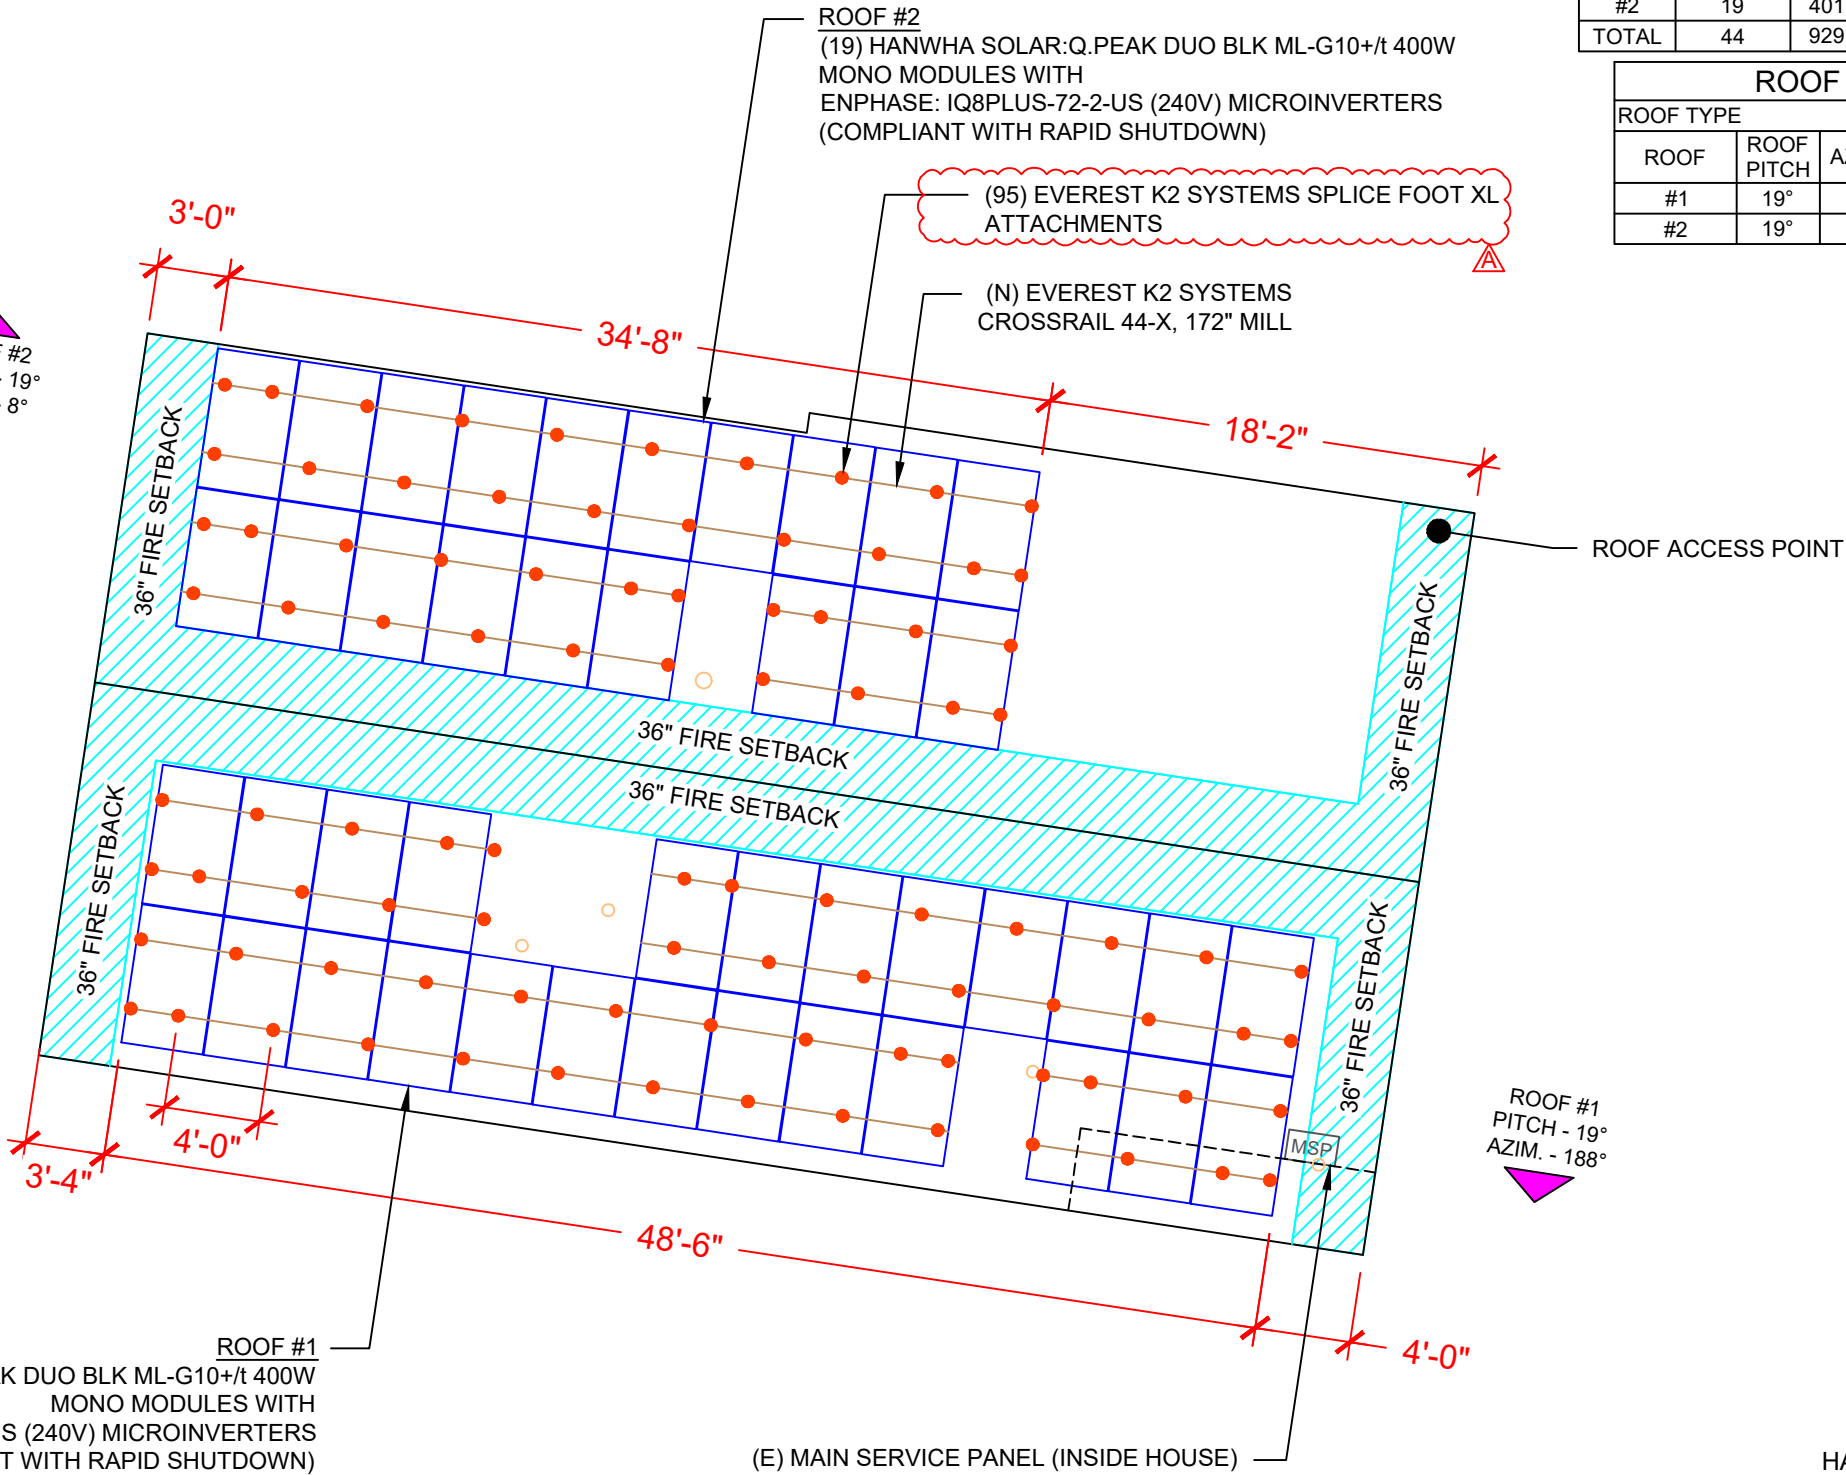 #2 19 401
TOTAL 44 929
ROOF
ROOF TYPE
ROOF ROOF PITCH
#1 19°
#2 19°
ROOF #2
(19) HANWHA SOLAR:Q.PEAK DUO BLK ML-G10+/t 400W
MONO MODULES WITH
ENPHASE: IQ8PLUS-72-2-US (240V) MICROINVERTERS
(COMPLIANT WITH RAPID SHUTDOWN)
(95) EVEREST K2 SYSTEMS SPLICE FOOT XL
ATTACHMENTS
A
(N) EVEREST K2 SYSTEMS
CROSSRAIL 44-X, 172" MILL
3'-0"
34'-8"
18'-2"
#2
19°
- 8°
36" FIRE SETBACK
ROOF ACCESS POINT
36" FIRE SETBACK
36" FIRE SETBACK
36" FIRE SETBACK
36" FIRE SETBACK
36" FIRE SETBACK
MSP
ROOF #1
PITCH - 19°
AZIM. - 188°
4'-0"
3'-4"
48'-6"
4'-0"
ROOF #1
K DUO BLK ML-G10+/t 400W
MONO MODULES WITH
S (240V) MICROINVERTERS
T WITH RAPID SHUTDOWN)
(E) MAIN SERVICE PANEL (INSIDE HOUSE)